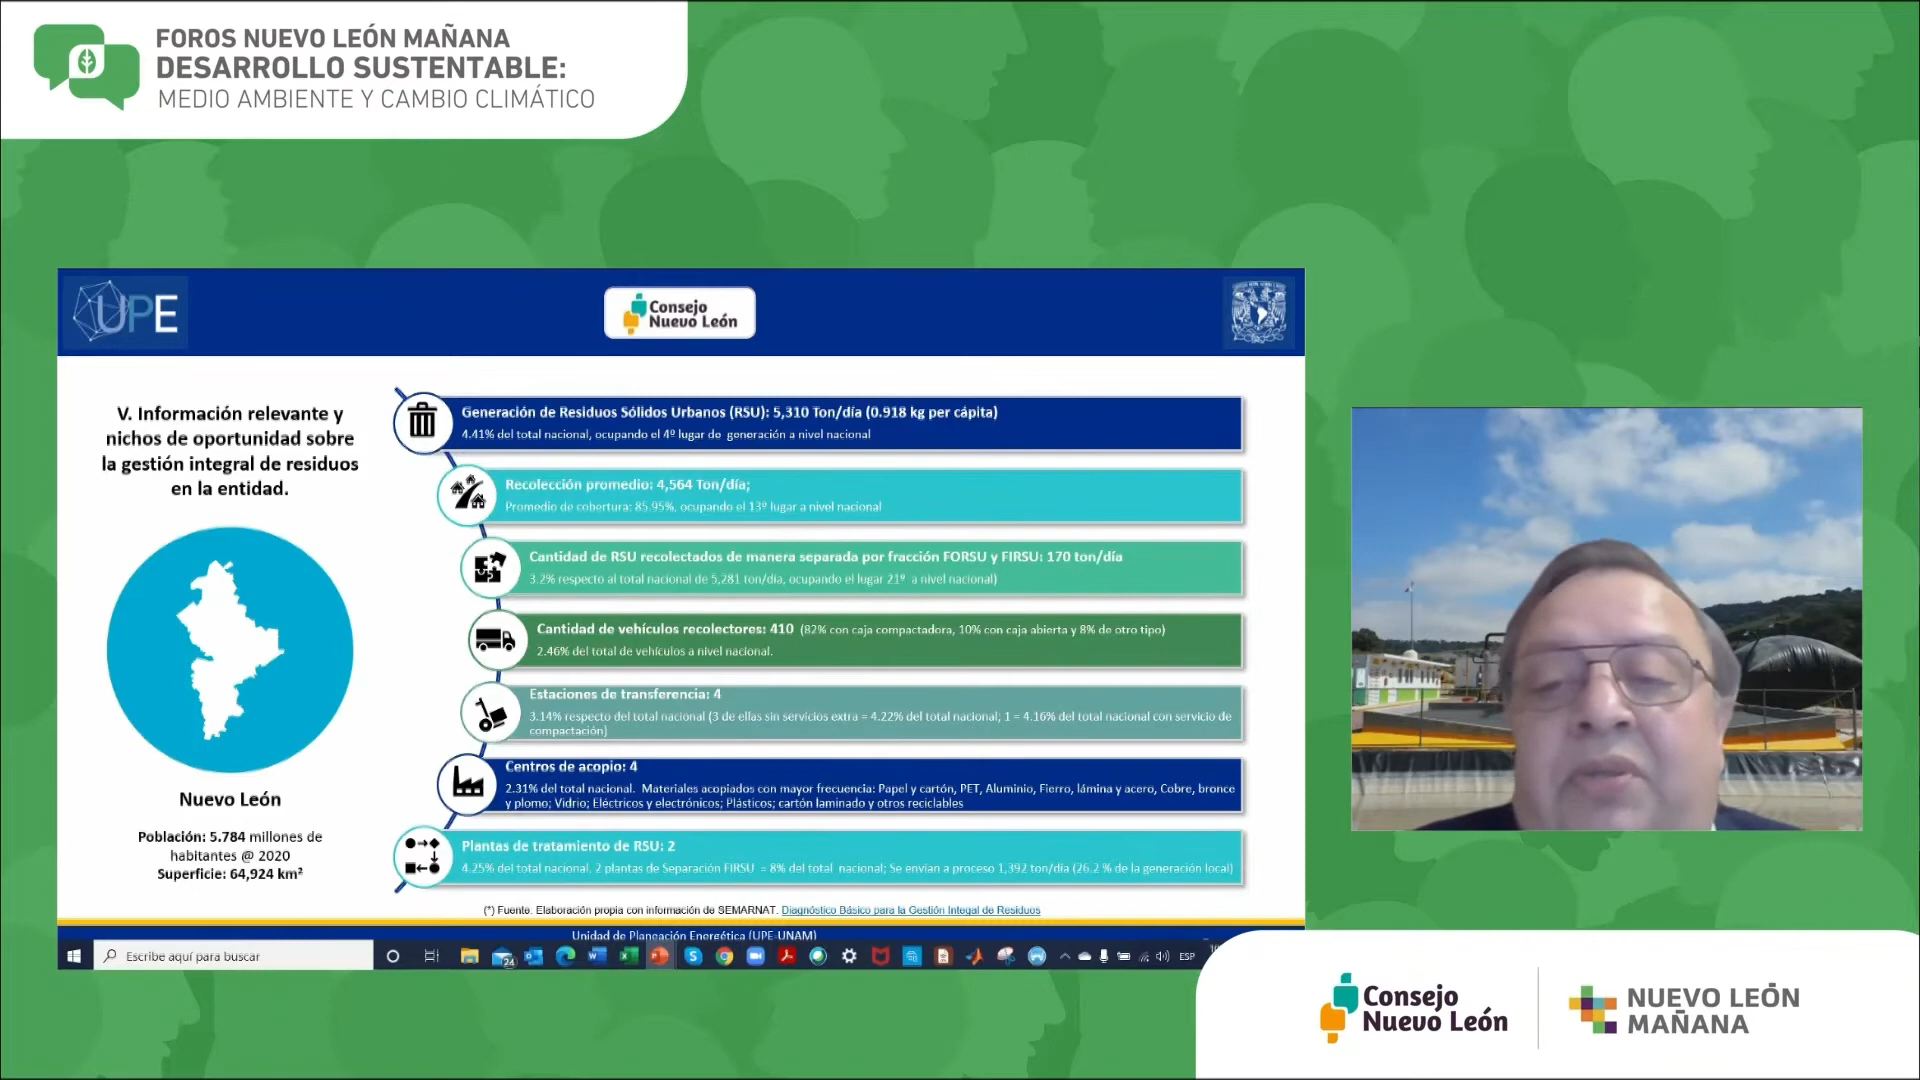 FOROS NUEVO LEÓN MAÑANA
DESARROLLO SUSTENTABLE:
MEDIO AMBIENTE Y CAMBIO CLIMÁTICO
UPE
Consejo
Nuevo León
V. Información relevante y
nichos de oportunidad sobre
la gestión integral de residuos
en la entidad.
Nuevo León
Población: 5.784 millones de
habitantes @ 2020
Superficie: 64,924 km²
Generación de Residuos Sólidos Urbanos (RSU): 5,310 Ton/día (0.918 kg per cápita)
4.41% del total nacional, ocupando el 4º lugar de generación a nivel nacional
Recolección promedio: 4,564 Ton/día;
Promedio de cobertura: 85.95%, ocupando el 13º lugar a nivel nacional
Cantidad de RSU recolectados de manera separada por fracción FORSU y FIRSU: 170 ton/día
3.2% respecto al total nacional de 5,281 ton/día, ocupando el lugar 21º a nivel nacional)
Cantidad de vehículos recolectores: 410 (82% con caja compactadora, 10% con caja abierta y 8% de otro tipo)
2.46% del total de vehículos a nivel nacional.
Estaciones de transferencia: 4
3.14% respecto del total nacional (3 de ellas sin servicios extra = 4.22% del total nacional; 1 = 4.16% del total nacional con servicio de
compactación)
Centros de acopio: 4
2.31% del total nacional. Materiales acopiados con mayor frecuencia: Papel y cartón, PET, Aluminio, Fierro, lámina y acero, Cobre, bronce
y plomo; Vidrio; Eléctricos y electrónicos; Plásticos; cartón laminado y otros reciclables
Plantas de tratamiento de RSU: 2
4.25% del total nacional. 2 plantas de Separación FIRSU = 8% del total nacional; Se envían a proceso 1,392 ton/día (26.2 % de la generación local)
(*) Fuente. Elaboración propia con información de SEMARNAT. Diagnóstico Básico para la Gestión Integal de Residuos
Unidad de Planeación Energética (UPE-UNAM)
Escribe aquí para buscar
24
ESP
Consejo
Nuevo León
NUEVO LEÓN
MAÑANA